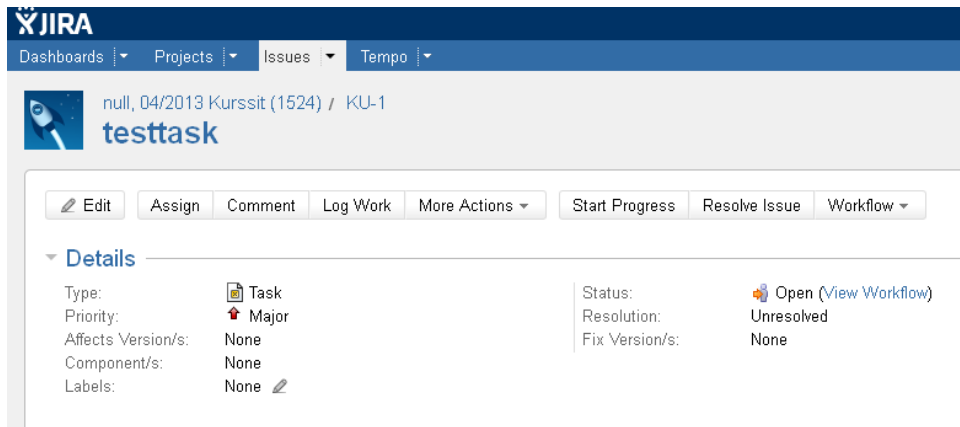 JIRA
Dashboards Projects Issues Tempo
null, 04/2013 Kurssit (1524) / KU-1
testtask
Edit Assign Comment Log Work More Actions Start Progress Resolve Issue Workflow
Details
Type: Task Status: Open (View Workflow)
Priority: Major Resolution: Unresolved
Affects Version/s: None Fix Version/s: None
Component/s: None
Labels: None